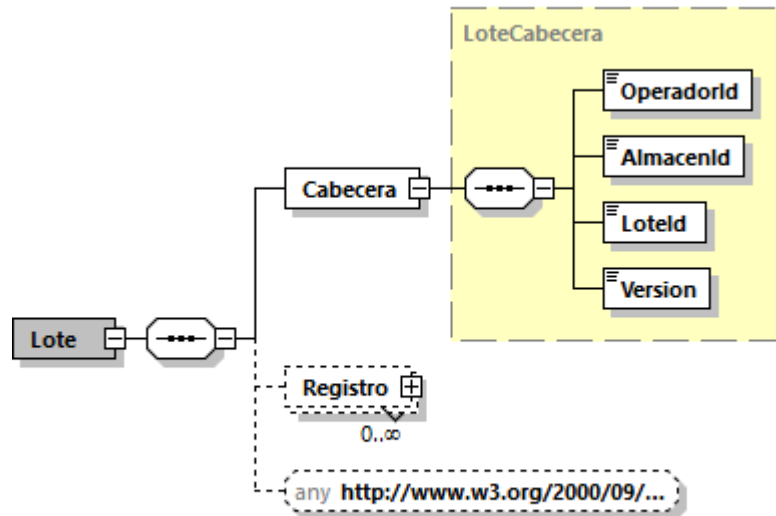 LoteCabecera
OperadorId
AlmacenId
Cabecera
LoteId
Version
Lote
Registro
0..∞
any http://www.w3.org/2000/09/...